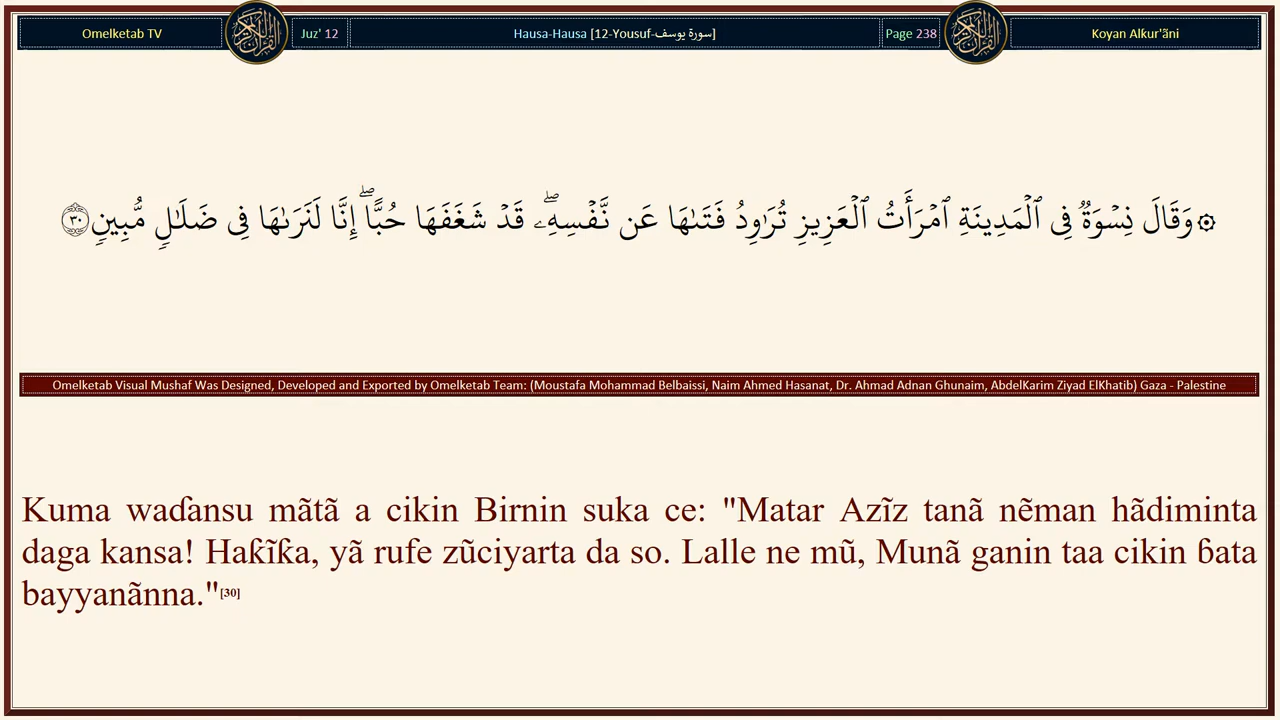 Omelketab TV
Juz' 12
Hausa-Hausa [12-Yousuf-سورة يوسف]
Page 238
Koyan Alƙur'ãni
۞ وَقَالَ نِسۡوَةٞ فِي ٱلۡمَدِينَةِ ٱمۡرَأَتُ ٱلۡعَزِيزِ تُرَٰوِدُ فَتَىٰهَا عَن نَّفۡسِهِۦۖ قَدۡ شَغَفَهَا حُبًّاۖ إِنَّا لَنَرَىٰهَا فِي ضَلَٰلٖ مُّبِينٖ ٣٠
Omelketab Visual Mushaf Was Designed, Developed and Exported by Omelketab Team: (Moustafa Mohammad Belbaissi, Naim Ahmed Hasanat, Dr. Ahmad Adnan Ghunaim, AbdelKarim Ziyad ElKhatib) Gaza - Palestine
Kuma waɗansu mãtã a cikin Birnin suka ce: "Matar Azĩz tanã nẽman hãdiminta
daga kansa! Haƙĩƙa, yã rufe zũciyarta da so. Lalle ne mũ, Munã ganin taa cikin ɓata
bayyanãnna."[30]